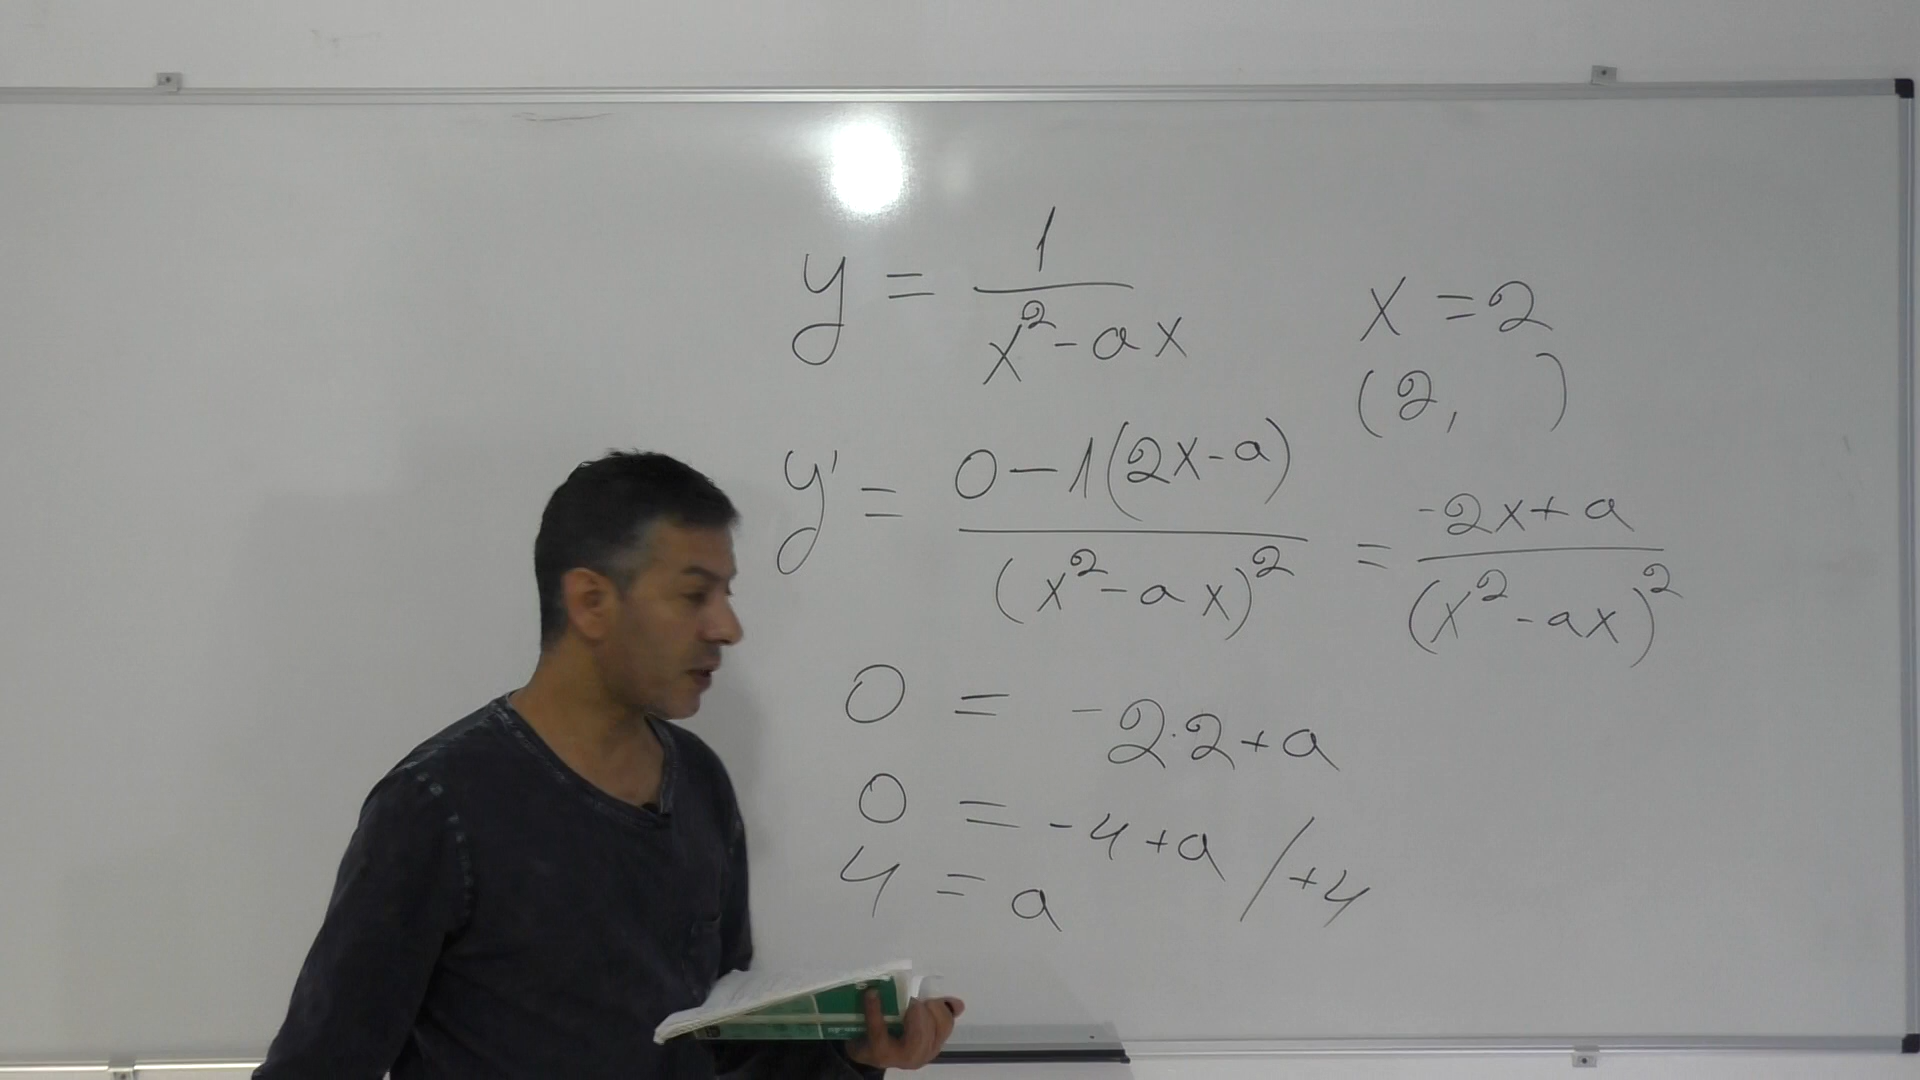 y = 1 / (x² - ax)
x = 2
(2, )
y' = (0 - 1(2x - a)) / (x² - ax)² = (-2x + a) / (x² - ax)²
0 = -2·2 + a
0 = -4 + a / +4
4 = a